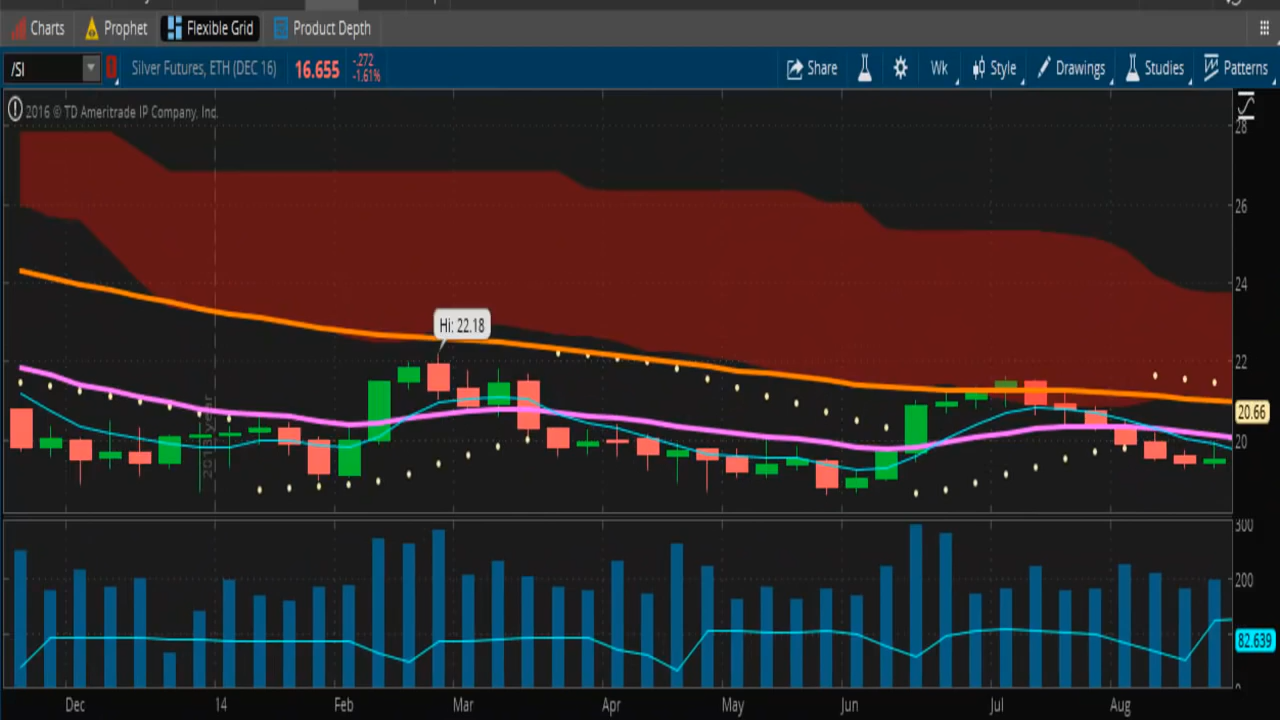 Charts Prophet Flexible Grid Product Depth
/SI Silver Futures, ETH (DEC 16) 16.655 -.272 -1.61% Share Wk Style Drawings Studies Patterns
2016 © TD Ameritrade IP Company, Inc.
28
26
24
Hi: 22.18
22
20.66
20
300
200
82.639
Dec 14 Feb Mar Apr May Jun Jul Aug